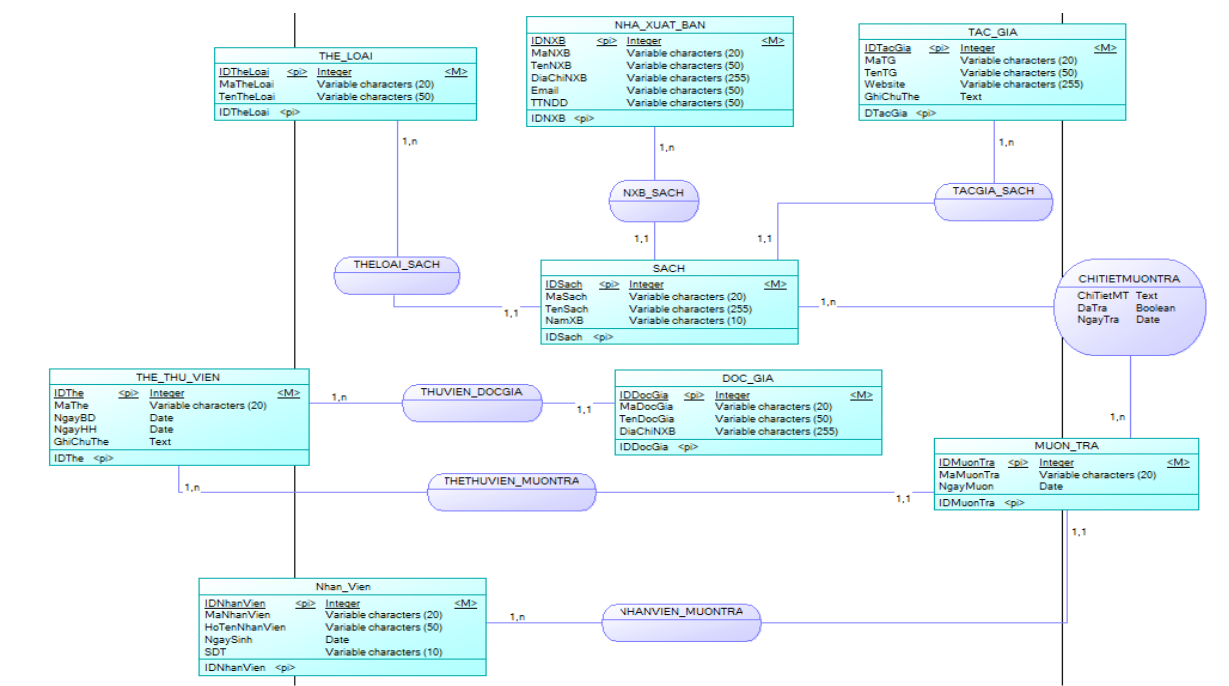 THE_LOAI
IDTheLoai <pi> Integer <M>
MaTheLoai Variable characters (20)
TenTheLoai Variable characters (50)
IDTheLoai <pi>
NHA_XUAT_BAN
IDNXB <pi> Integer <M>
MaNXB Variable characters (20)
TenNXB Variable characters (50)
DiaChiNXB Variable characters (255)
Email Variable characters (50)
TTNDD Variable characters (50)
IDNXB <pi>
TAC_GIA
IDTacGia <pi> Integer <M>
MaTG Variable characters (20)
TenTG Variable characters (50)
Website Variable characters (255)
GhiChuThe Text
DTacGia <pi>
1,n
1,n
1,n
NXB_SACH
TACGIA_SACH
1,1
1,1
THELOAI_SACH
1,1
SACH
IDSach <pi> Integer <M>
MaSach Variable characters (20)
TenSach Variable characters (255)
NamXB Variable characters (10)
IDSach <pi>
1,n
CHITIETMUONTRA
ChiTietMT Text
DaTra Boolean
NgayTra Date
1,n
THE_THU_VIEN
IDThe <pi> Integer <M>
MaThe Variable characters (20)
NgayBD Date
NgayHH Date
GhiChuThe Text
IDThe <pi>
1,n
THUVIEN_DOCGIA
1,1
DOC_GIA
IDDocGia <pi> Integer <M>
MaDocGia Variable characters (20)
TenDocGia Variable characters (50)
DiaChiNXB Variable characters (255)
IDDocGia <pi>
MUON_TRA
IDMuonTra <pi> Integer <M>
MaMuonTra Variable characters (20)
NgayMuon Date
IDMuonTra <pi>
1,n
THETHUVIEN_MUONTRA
1,1
1,1
Nhan_Vien
IDNhanVien <pi> Integer <M>
MaNhanVien Variable characters (20)
HoTenNhanVien Variable characters (50)
NgaySinh Date
SDT Variable characters (10)
IDNhanVien <pi>
1,n
NHANVIEN_MUONTRA